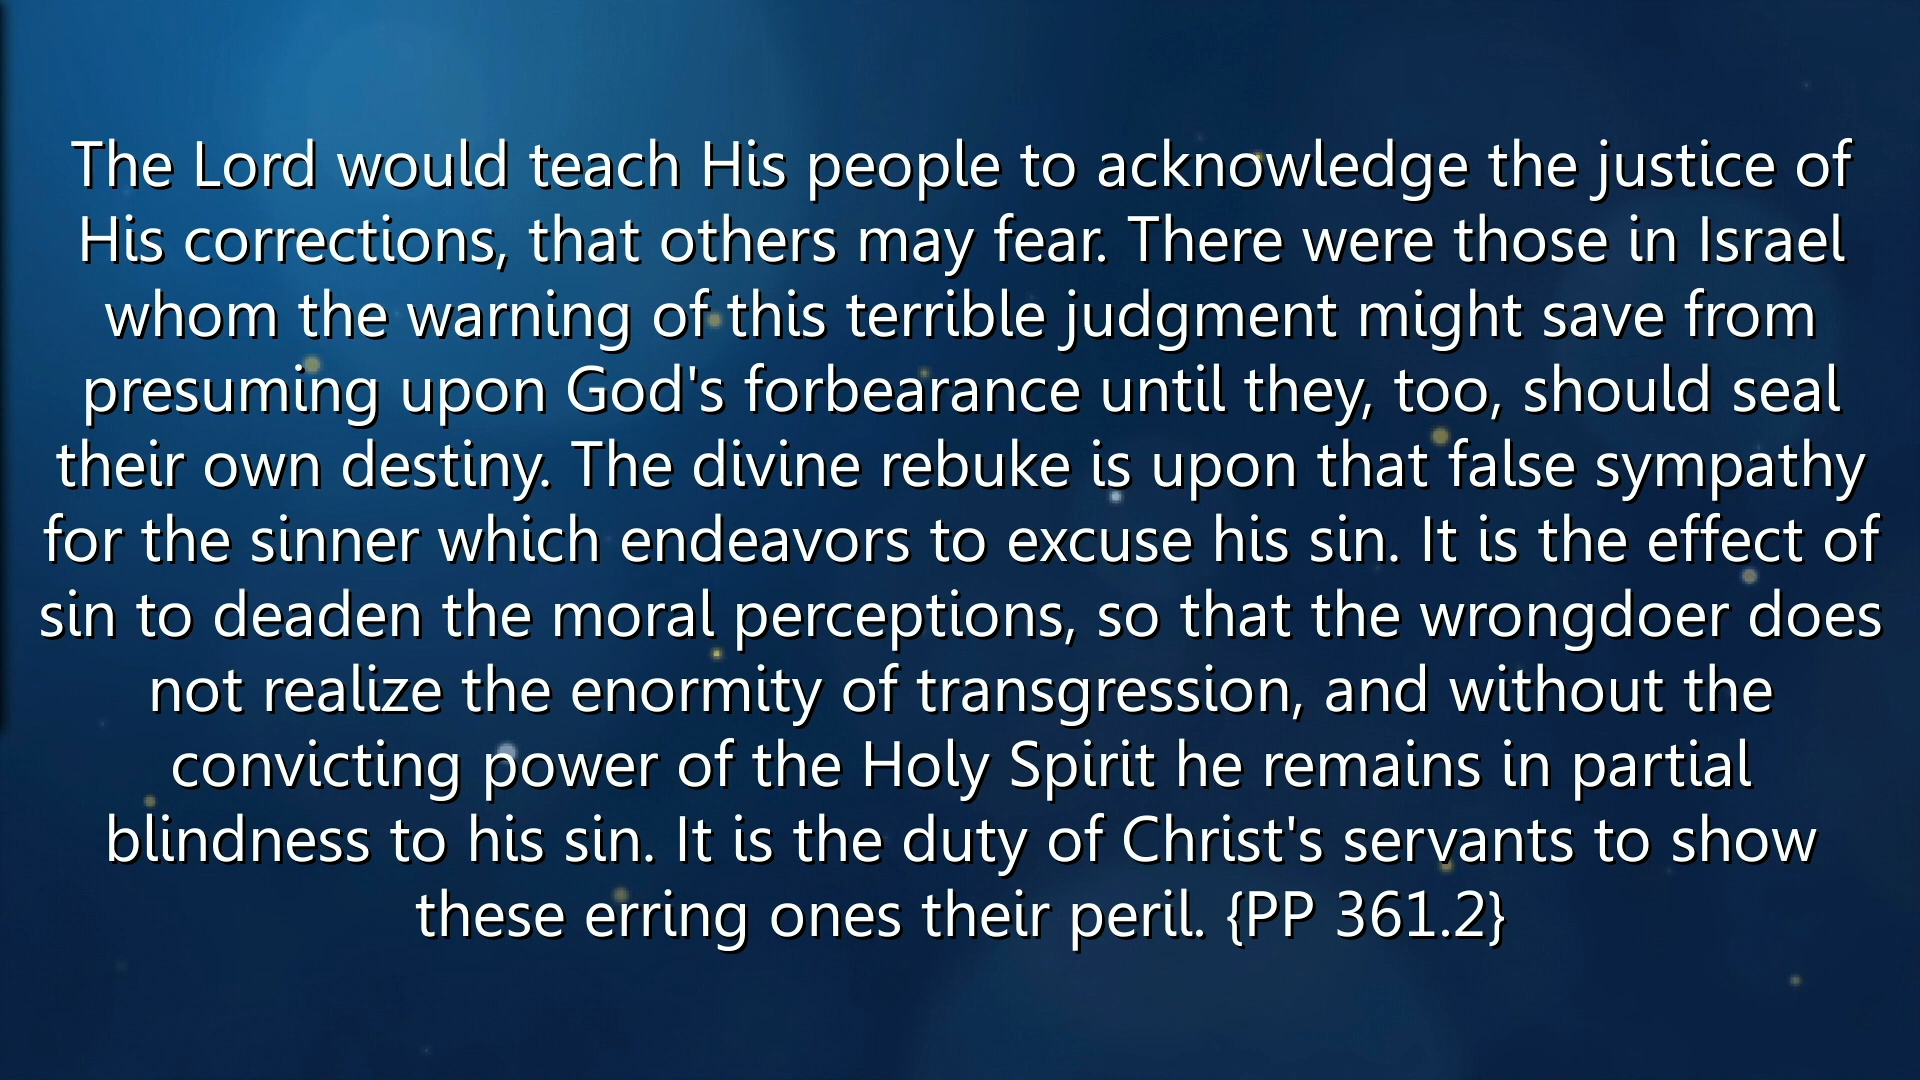 The Lord would teach His people to acknowledge the justice of
His corrections, that others may fear. There were those in Israel
whom the warning of this terrible judgment might save from
presuming upon God's forbearance until they, too, should seal
their own destiny. The divine rebuke is upon that false sympathy
for the sinner which endeavors to excuse his sin. It is the effect of
sin to deaden the moral perceptions, so that the wrongdoer does
not realize the enormity of transgression, and without the
convicting power of the Holy Spirit he remains in partial
blindness to his sin. It is the duty of Christ's servants to show
these erring ones their peril. {PP 361.2}